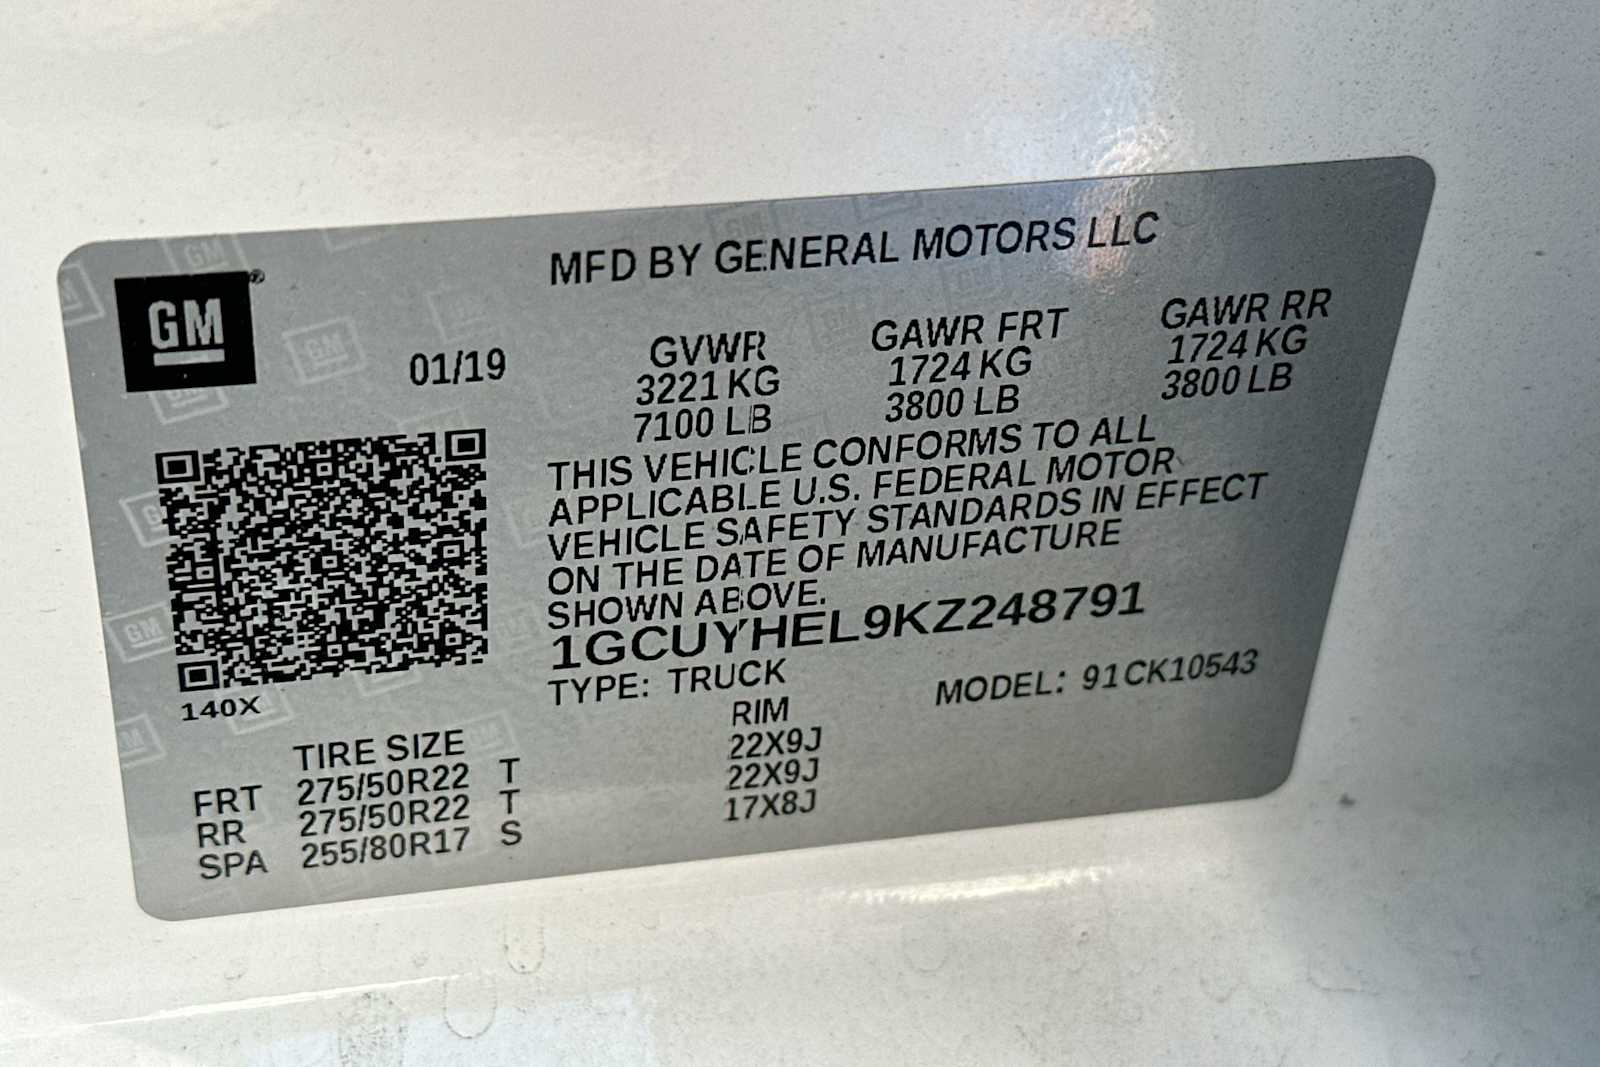 MFD BY GENERAL MOTORS LLC
GM®
01/19
GVWR GAWR FRT GAWR RR
3221 KG 1724 KG 1724 KG
7100 LB 3800 LB 3800 LB
THIS VEHICLE CONFORMS TO ALL
APPLICABLE U.S. FEDERAL MOTOR
VEHICLE SAFETY STANDARDS IN EFFECT
ON THE DATE OF MANUFACTURE
SHOWN ABOVE.
1GCUYHEL9KZ248791
TYPE: TRUCK MODEL: 91CK10543
140X
TIRE SIZE RIM
FRT 275/50R22 T 22X9J
RR 275/50R22 T 22X9J
SPA 255/80R17 S 17X8J